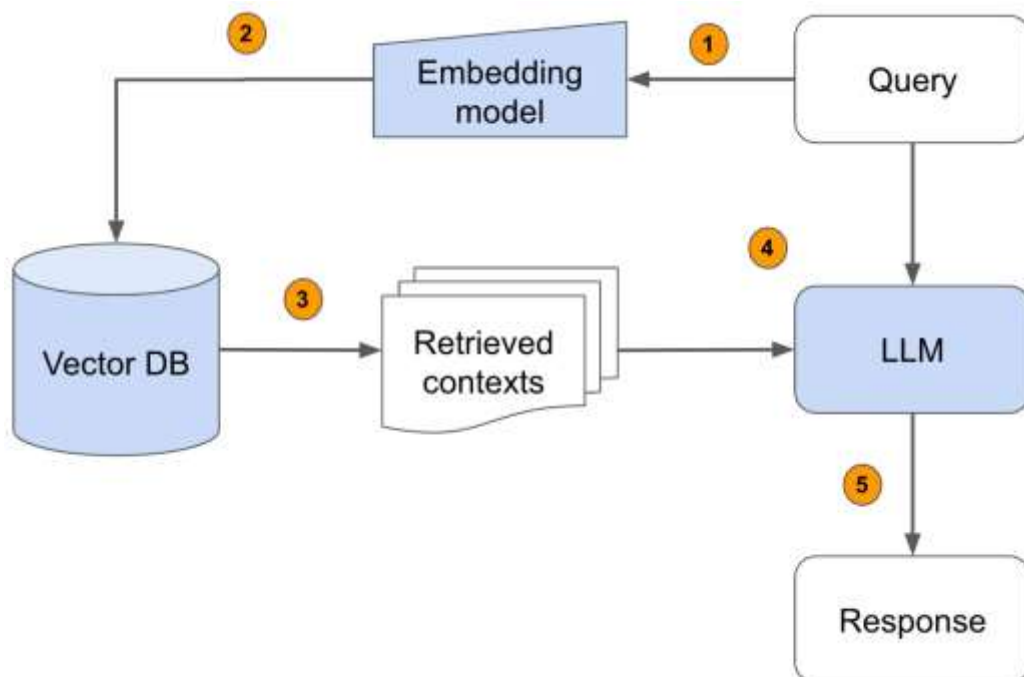 2
1
Embedding
model
Query
4
3
Vector DB
Retrieved
contexts
LLM
5
Response